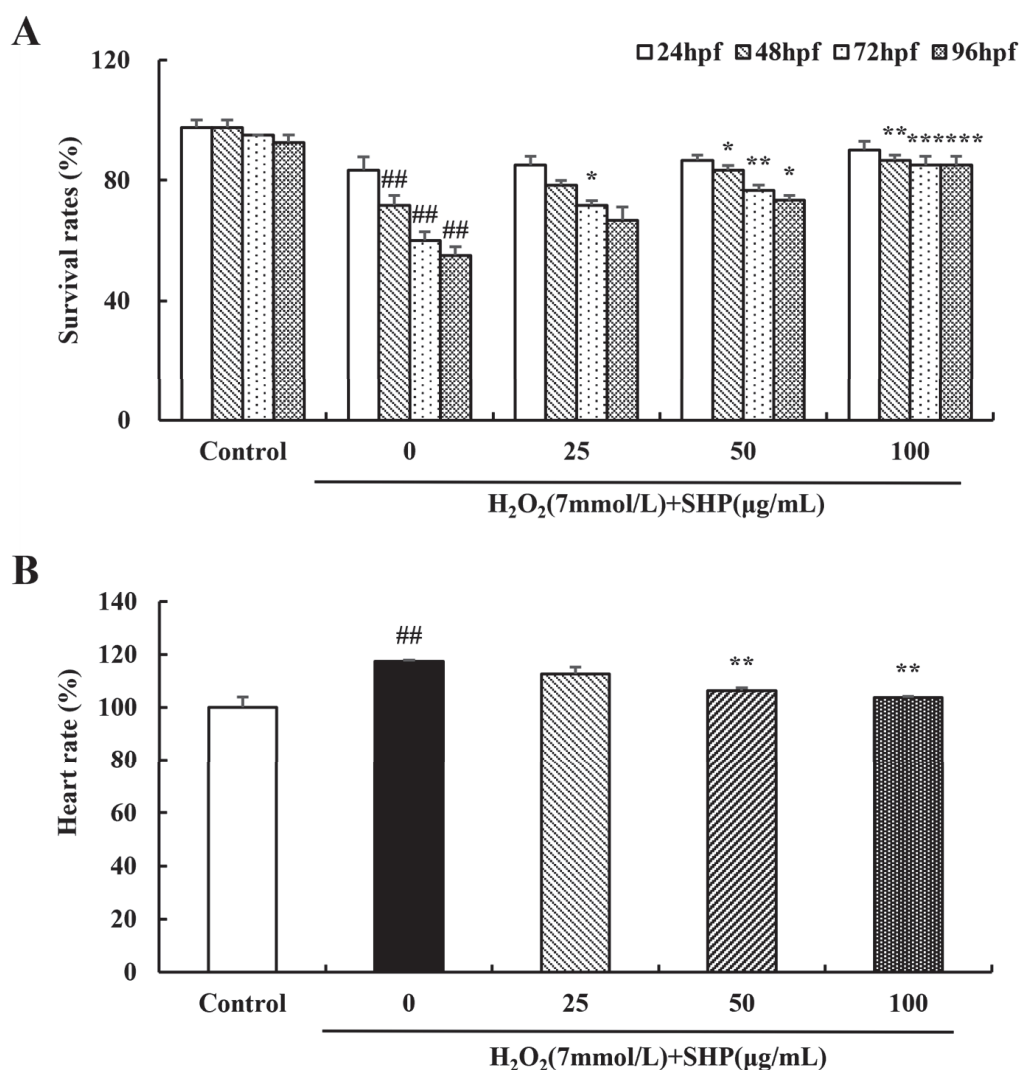 A
24hpf 48hpf 72hpf 96hpf
120
80
40
0
Survival rates (%)
##
##
##
*
*
**
*
**
******
Control 0 25 50 100
H₂O₂(7mmol/L)+SHP(μg/mL)
B
140
120
100
80
60
40
20
0
Heart rate (%)
##
**
**
Control 0 25 50 100
H₂O₂(7mmol/L)+SHP(μg/mL)